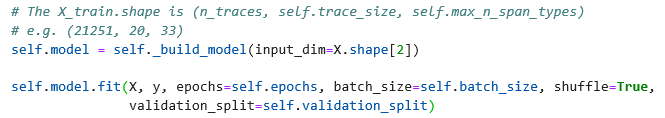 # The X_train.shape is (n_traces, self.trace_size, self.max_n_span_types)
# e.g. (21251, 20, 33)
self.model = self._build_model(input_dim=X.shape[2])
self.model.fit(X, y, epochs=self.epochs, batch_size=self.batch_size, shuffle=True,
validation_split=self.validation_split)